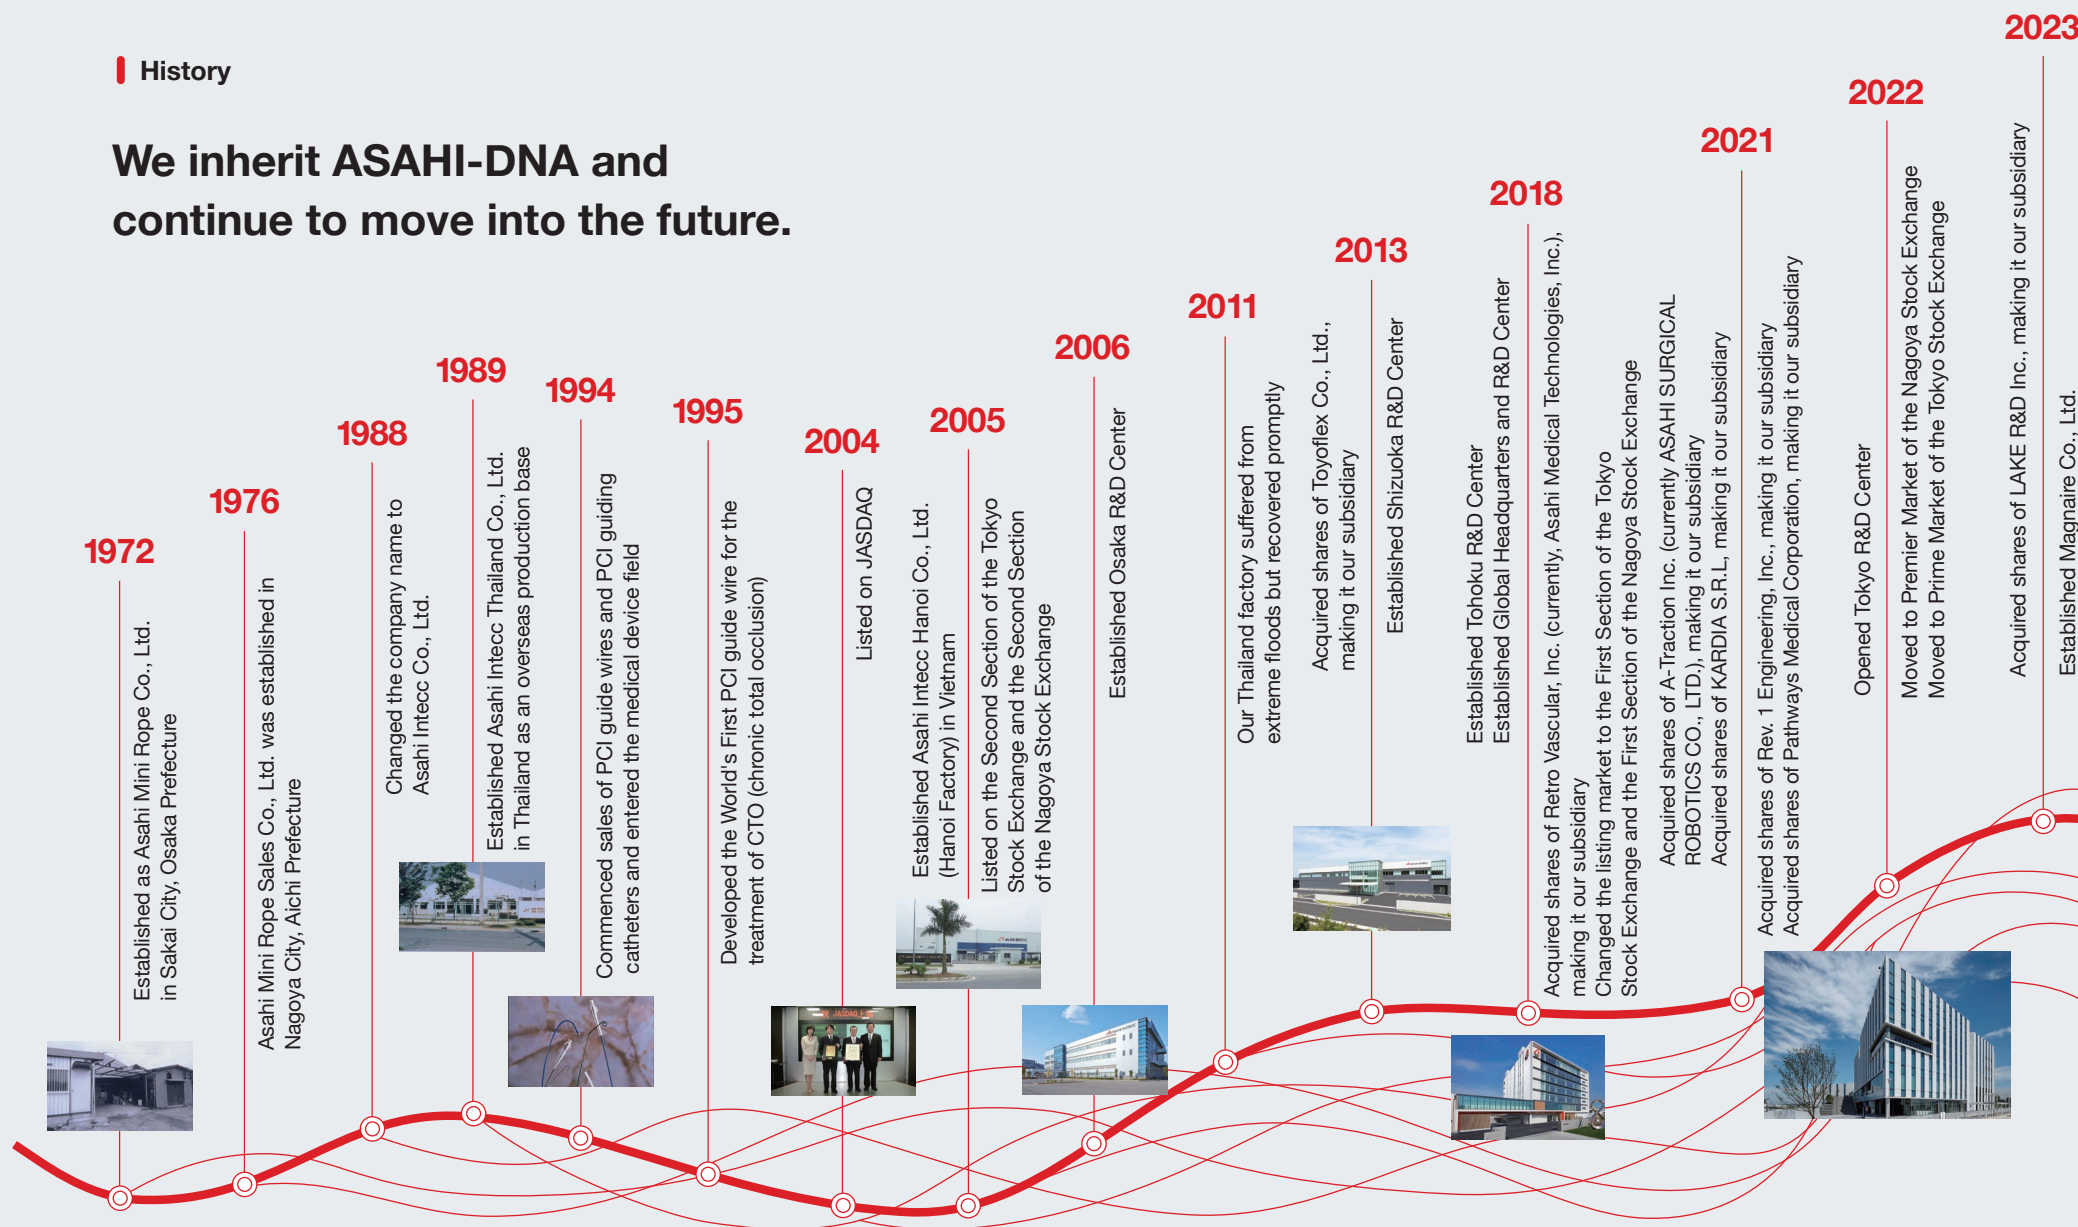 History
We inherit ASAHI-DNA and
continue to move into the future.
1972
Established as Asahi Mini Rope Co., Ltd.
in Sakai City, Osaka Prefecture
1976
Asahi Mini Rope Sales Co., Ltd. was established in
Nagoya City, Aichi Prefecture
1988
Changed the company name to
Asahi Intecc Co., Ltd.
1989
Established Asahi Intecc Thailand Co., Ltd.
in Thailand as an overseas production base
1994
Commenced sales of PCI guide wires and PCI guiding
catheters and entered the medical device field
1995
Developed the World's First PCI guide wire for the
treatment of CTO (chronic total occlusion)
2004
Listed on JASDAQ
2005
Established Asahi Intecc Hanoi Co., Ltd.
(Hanoi Factory) in Vietnam
Listed on the Second Section of the Tokyo
Stock Exchange and the Second Section
of the Nagoya Stock Exchange
2006
Established Osaka R&D Center
2011
Our Thailand factory suffered from
extreme floods but recovered promptly
2013
Acquired shares of Toyoflex Co., Ltd.,
making it our subsidiary
Established Shizuoka R&D Center
2018
Established Tohoku R&D Center
Established Global Headquarters and R&D Center
Acquired shares of Retro Vascular, Inc. (currently, Asahi Medical Technologies, Inc.),
making it our subsidiary
Changed the listing market to the First Section of the Tokyo
Stock Exchange and the First Section of the Nagoya Stock Exchange
2021
Acquired shares of A-Traction Inc. (currently ASAHI SURGICAL
ROBOTICS CO., LTD.), making it our subsidiary
Acquired shares of KARDIA S.R.L, making it our subsidiary
Acquired shares of Rev. 1 Engineering, Inc., making it our subsidiary
Acquired shares of Pathways Medical Corporation, making it our subsidiary
2022
Opened Tokyo R&D Center
Moved to Premier Market of the Nagoya Stock Exchange
Moved to Prime Market of the Tokyo Stock Exchange
2023
Acquired shares of LAKE R&D Inc., making it our subsidiary
Established Magnaire Co., Ltd.
JASDAQ